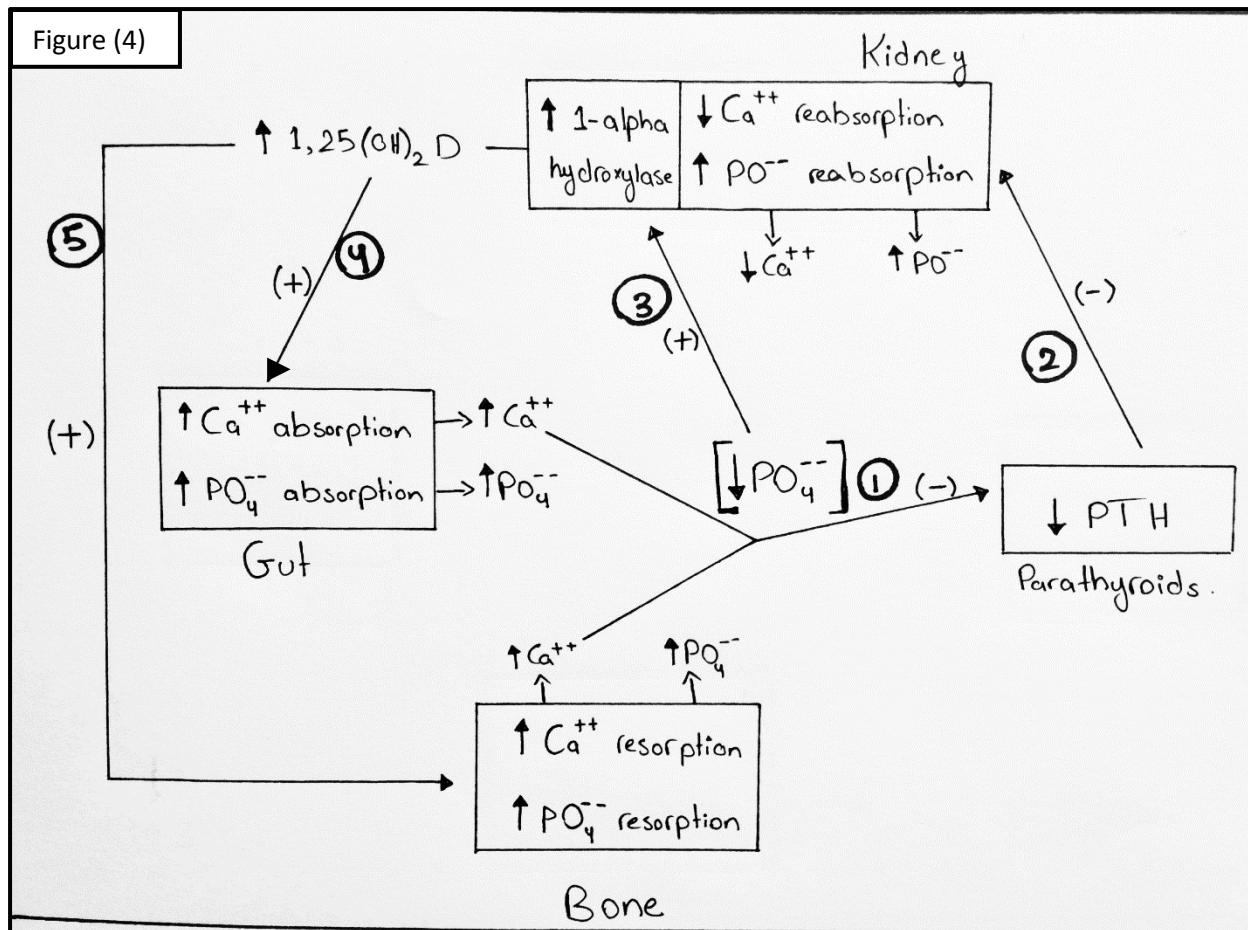 Figure (4)
Kidney
↑ 1-alpha
hydroxylase
↓ Ca⁺⁺ reabsorption
↑ PO⁻⁻ reabsorption
↓Ca⁺⁺
↑PO⁻⁻
↑ 1,25(OH)₂D
5
(+)
4
(+)
3
(+)
2
(-)
↑ Ca⁺⁺ absorption
↑ PO₄⁻⁻ absorption
↑ Ca⁺⁺
↑PO₄⁻⁻
Gut
[↓PO₄⁻⁻]
1
(-)
↓ PTH
Parathyroids.
↑Ca⁺⁺
↑PO₄⁻⁻
↑ Ca⁺⁺ resorption
↑ PO₄⁻⁻ resorption
Bone